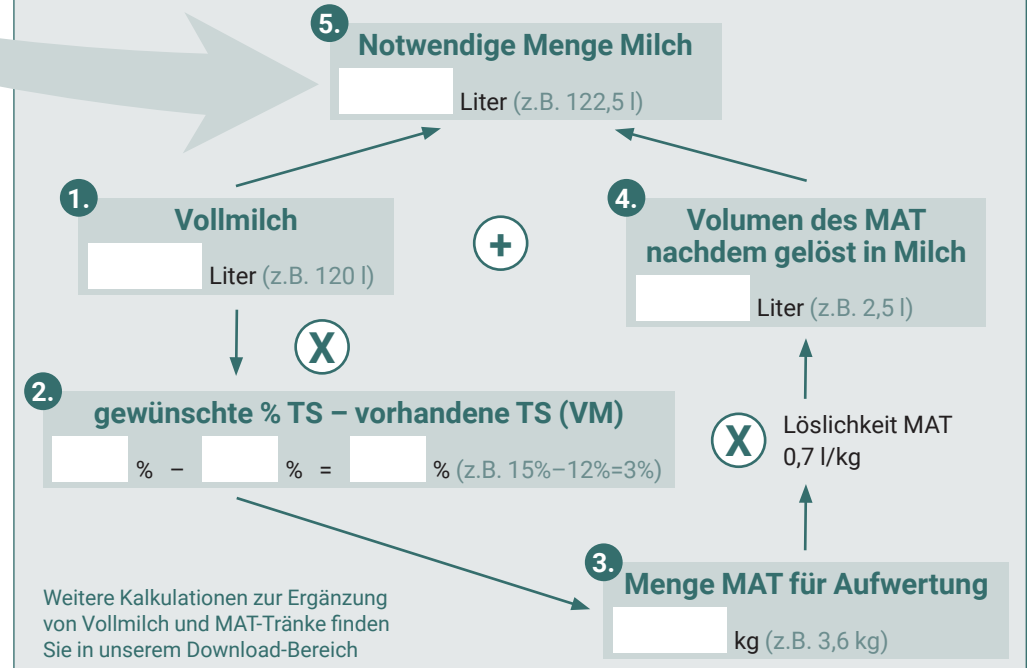 5.
Notwendige Menge Milch
Liter (z.B. 122,5 l)
1.
Vollmilch
Liter (z.B. 120 l)
+
4.
Volumen des MAT
nachdem gelöst in Milch
Liter (z.B. 2,5 l)
X
2.
gewünschte % TS – vorhandene TS (VM)
% – % = % (z.B. 15%–12%=3%)
X
Löslichkeit MAT
0,7 l/kg
3.
Menge MAT für Aufwertung
kg (z.B. 3,6 kg)
Weitere Kalkulationen zur Ergänzung
von Vollmilch und MAT-Tränke finden
Sie in unserem Download-Bereich